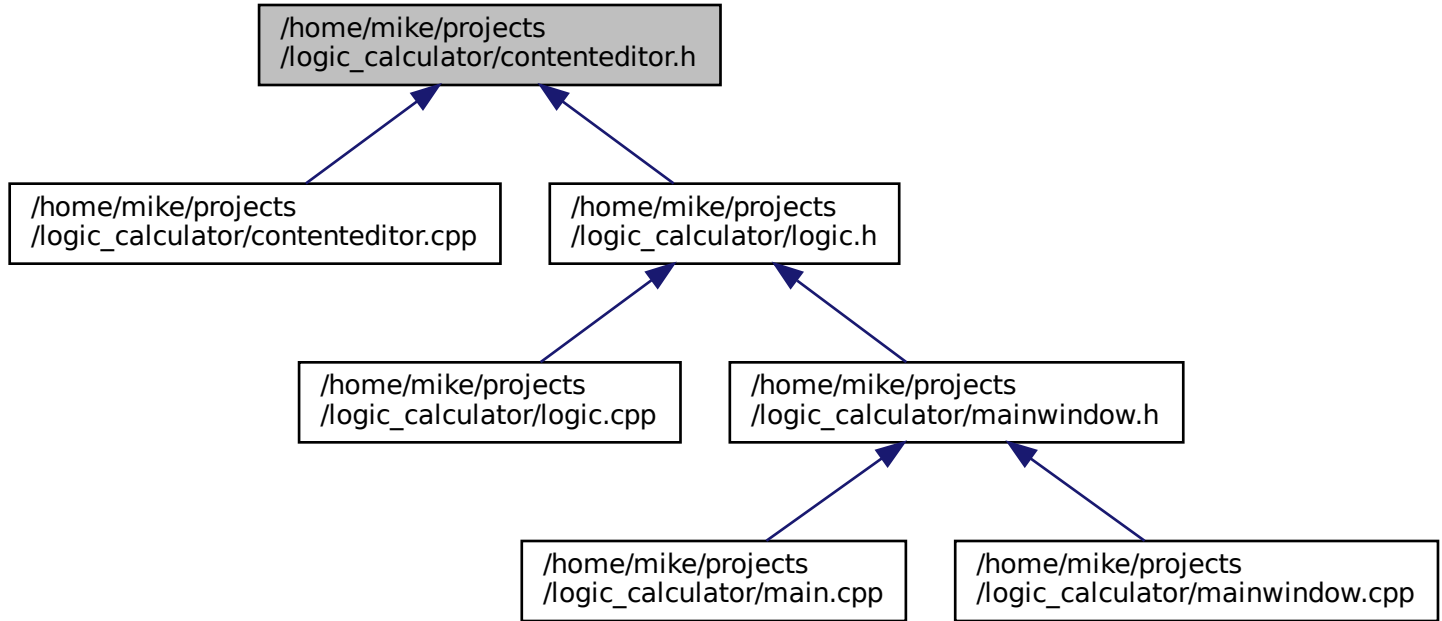 /home/mike/projects
/logic_calculator/contenteditor.h
/home/mike/projects
/logic_calculator/contenteditor.cpp
/home/mike/projects
/logic_calculator/logic.h
/home/mike/projects
/logic_calculator/logic.cpp
/home/mike/projects
/logic_calculator/mainwindow.h
/home/mike/projects
/logic_calculator/main.cpp
/home/mike/projects
/logic_calculator/mainwindow.cpp